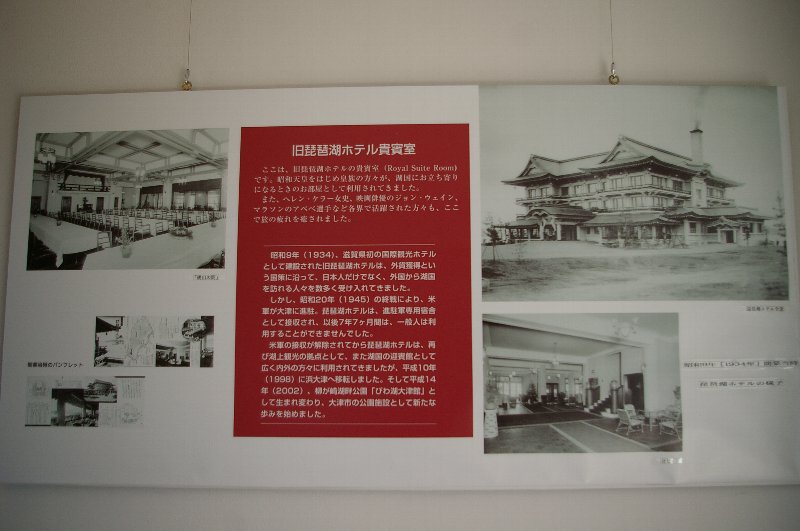 旧琵琶湖ホテル貴賓室
ここは、旧琵琶湖ホテルの貴賓室（Royal Suite Room）
です。昭和天皇をはじめ皇族の方々が、湖国にお立ち寄り
になるときのお部屋として利用されてきました。
また、ヘレン・ケラー女史、映画俳優のジョン・ウェイン、
マラソンのアベベ選手など各界で活躍された方々も、ここ
で旅の疲れを癒されました。
昭和9年（1934）、滋賀県初の国際観光ホテル
として建設された旧琵琶湖ホテルは、外貨獲得とい
う国策に沿って、日本人だけでなく、外国から湖国
を訪れる人々を数多く受け入れてきました。
しかし、昭和20年（1945）の終戦により、米
軍が大津に進駐。琵琶湖ホテルは、進駐軍専用宿舎
として接収され、以後7年7ヶ月間は、一般人は利
用することができませんでした。
米軍の接収が解除されてから琵琶湖ホテルは、再
び湖上観光の拠点として、また湖国の迎賓館として
広く内外の方々に利用されてきましたが、平成10年
（1998）に浜大津へ移転しました。そして平成14
年（2002）、柳が崎湖畔公園「びわ湖大津館」と
して生まれ変わり、大津市の公園施設として新たな
歩みを始めました。
昭和9年［1934年］開業当時
琵琶湖ホテルの様子